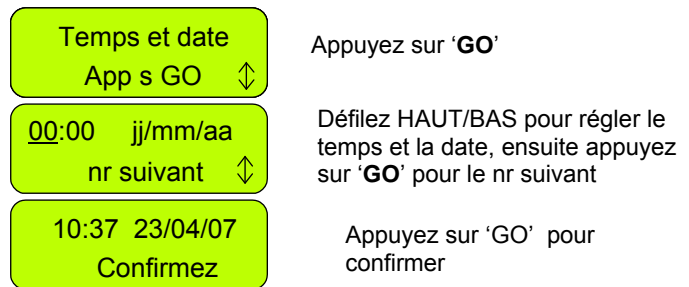 Temps et date
App s GO ↕
Appuyez sur ‘GO’
00:00 jj/mm/aa
nr suivant ↕
Défilez HAUT/BAS pour régler le
temps et la date, ensuite appuyez
sur ‘GO’ pour le nr suivant
10:37 23/04/07
Confirmez
Appuyez sur ‘GO’ pour
confirmer